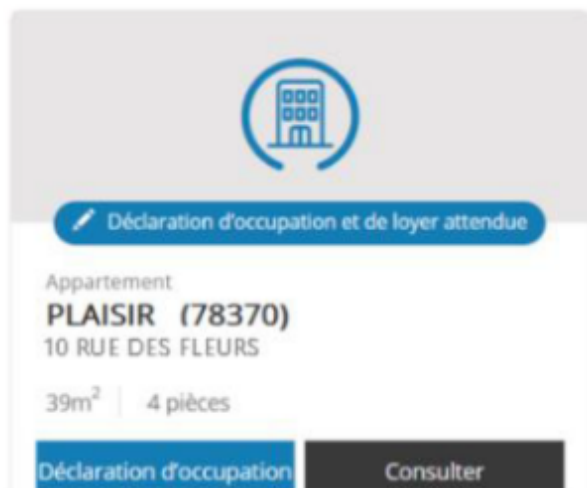 Déclaration d'occupation et de loyer attendue
Appartement
PLAISIR (78370)
10 RUE DES FLEURS
39m² 4 pièces
Déclaration d'occupation Consulter